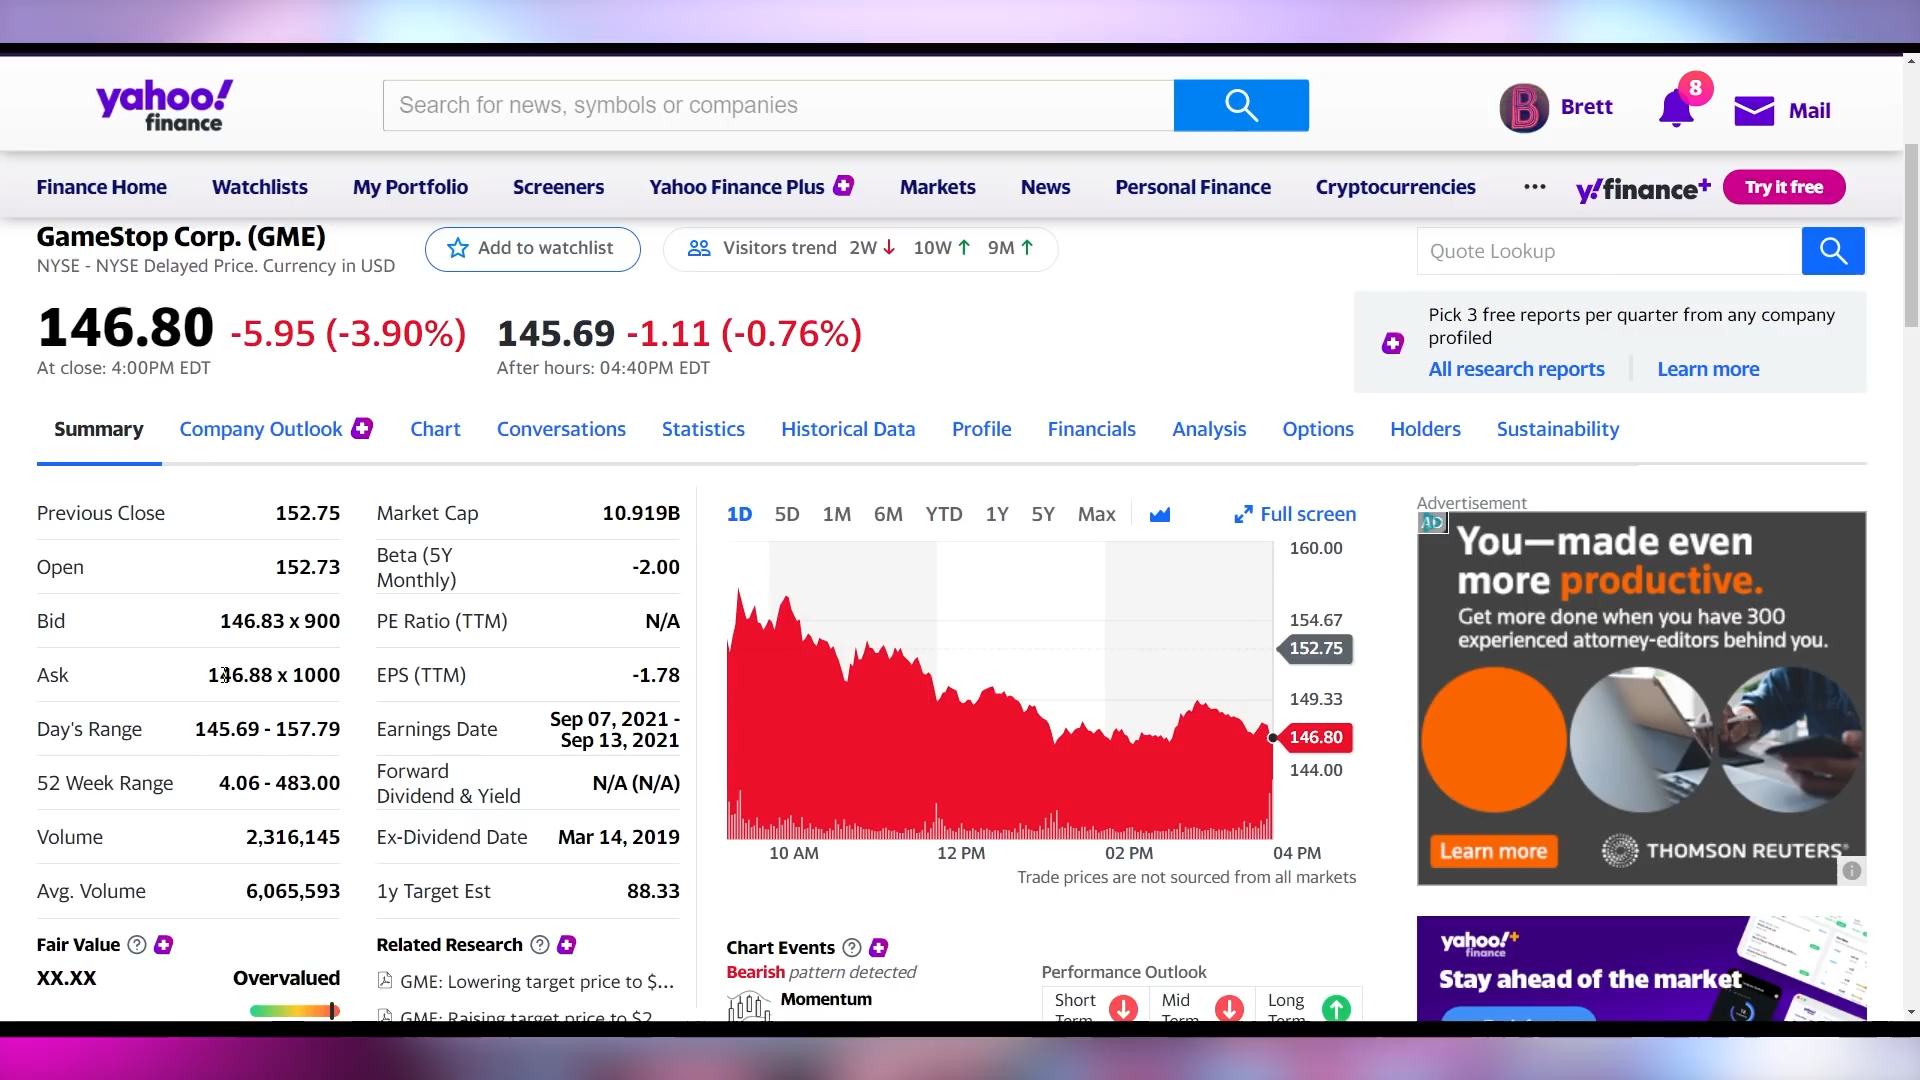 yahoo!
finance
Search for news, symbols or companies
B
Brett
8
Mail
Finance Home
Watchlists
My Portfolio
Screeners
Yahoo Finance Plus
Markets
News
Personal Finance
Cryptocurrencies
...
y!finance+
Try it free
GameStop Corp. (GME)
NYSE - NYSE Delayed Price. Currency in USD
Add to watchlist
Visitors trend 2W↓ 10W↑ 9M↑
Quote Lookup
146.80 -5.95 (-3.90%)
At close: 4:00PM EDT
145.69 -1.11 (-0.76%)
After hours: 04:40PM EDT
Pick 3 free reports per quarter from any company
profiled
All research reports
Learn more
Summary
Company Outlook
Chart
Conversations
Statistics
Historical Data
Profile
Financials
Analysis
Options
Holders
Sustainability
Previous Close 152.75
Open 152.73
Bid 146.83 x 900
Ask 146.88 x 1000
Day's Range 145.69 - 157.79
52 Week Range 4.06 - 483.00
Volume 2,316,145
Avg. Volume 6,065,593
Market Cap 10.919B
Beta (5Y
Monthly) -2.00
PE Ratio (TTM) N/A
EPS (TTM) -1.78
Earnings Date Sep 07, 2021 -
Sep 13, 2021
Forward
Dividend & Yield N/A (N/A)
Ex-Dividend Date Mar 14, 2019
1y Target Est 88.33
Fair Value
XX.XX Overvalued
Related Research
GME: Lowering target price to $...
GME: Raising target price to $2
1D 5D 1M 6M YTD 1Y 5Y Max
Full screen
160.00
154.67
152.75
149.33
146.80
144.00
10 AM 12 PM 02 PM 04 PM
Trade prices are not sourced from all markets
Chart Events
Bearish pattern detected
Momentum
Performance Outlook
Short
Term
Mid
Term
Long
Term
Advertisement
AD
You—made even
more productive.
Get more done when you have 300
experienced attorney-editors behind you.
Learn more
THOMSON REUTERS®
yahoo!+
finance
Stay ahead of the market